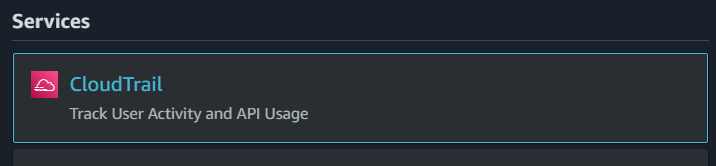 Services
CloudTrail
Track User Activity and API Usage